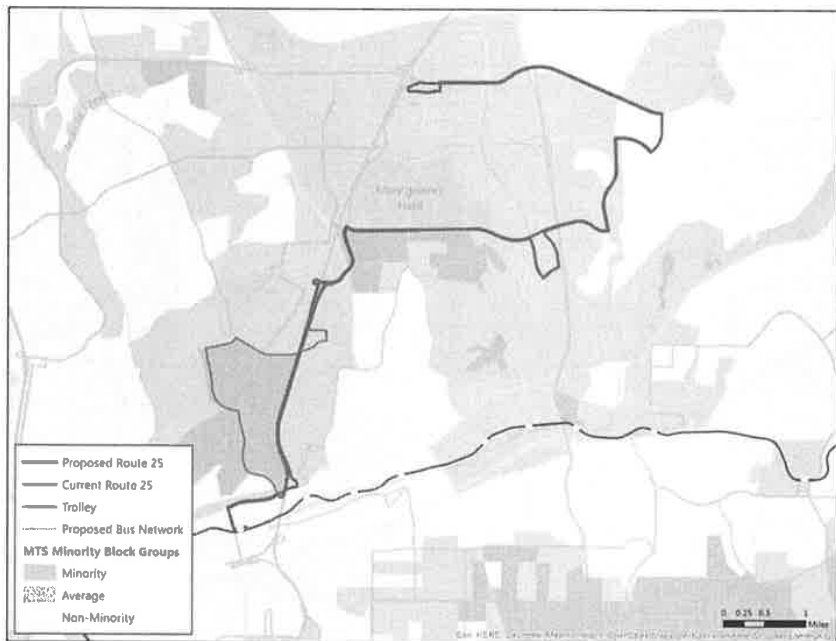 Proposed Route 25
Current Route 25
Trolley
Proposed Bus Network
MTS Minority Block Groups
Minority
Average
Non-Minority
0 0.25 0.5 1
Miles